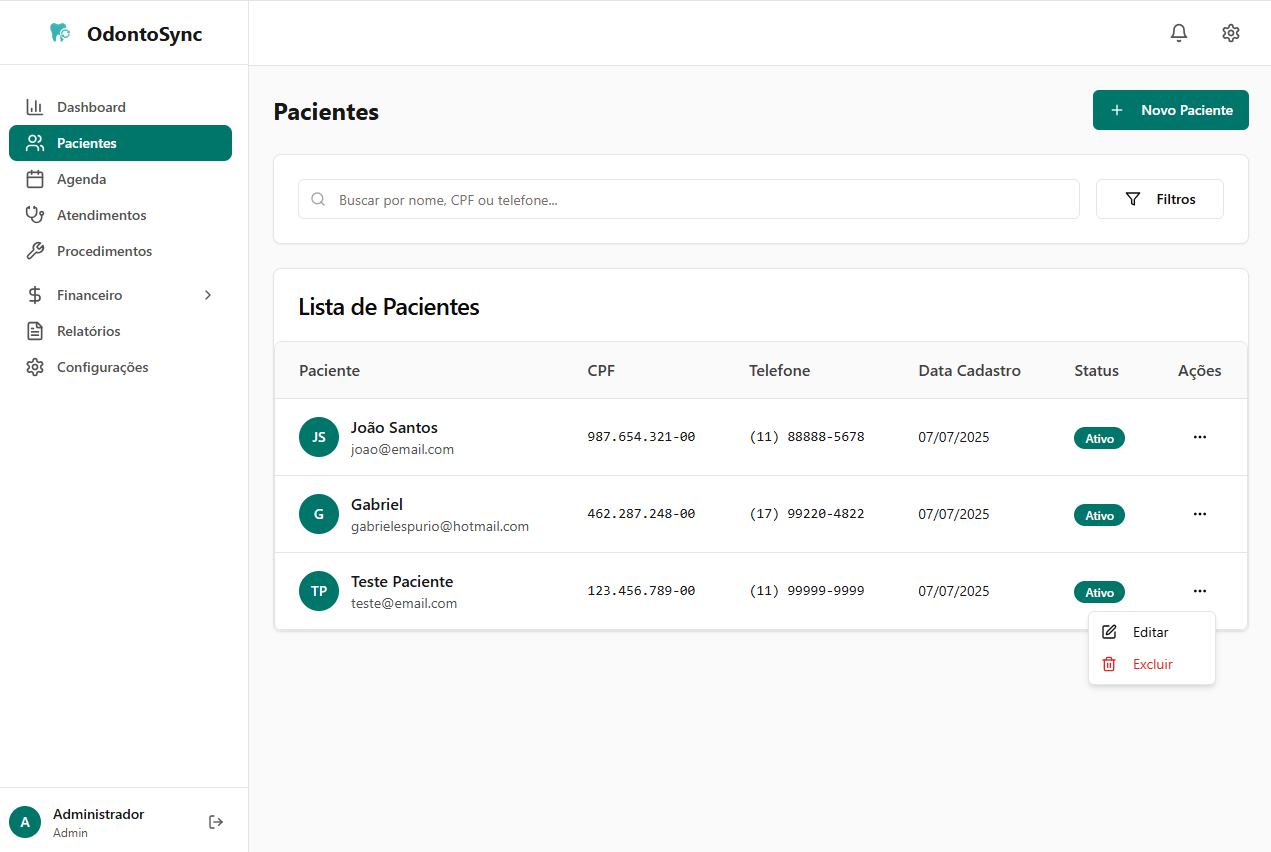 OdontoSync
Dashboard
Pacientes
Agenda
Atendimentos
Procedimentos
Financeiro
Relatórios
Configurações
A
Administrador
Admin
Pacientes
Novo Paciente
Buscar por nome, CPF ou telefone...
Filtros
Lista de Pacientes
Paciente CPF Telefone Data Cadastro Status Ações
JS João Santos 987.654.321-00 (11) 88888-5678 07/07/2025 Ativo
joao@email.com
G Gabriel 462.287.248-00 (17) 99220-4822 07/07/2025 Ativo
gabrielespurio@hotmail.com
TP Teste Paciente 123.456.789-00 (11) 99999-9999 07/07/2025 Ativo
teste@email.com
Editar
Excluir